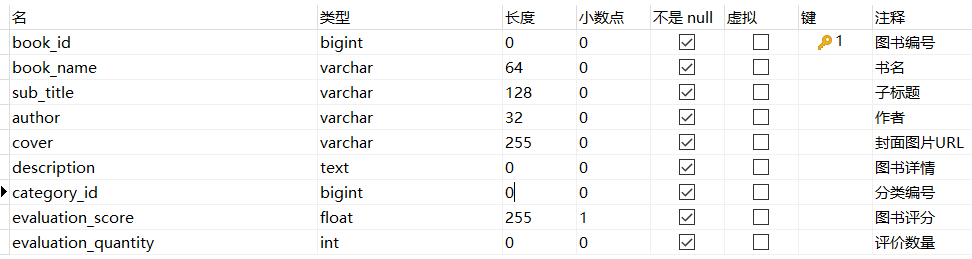 名 类型 长度 小数点 不是 null 虚拟 键 注释
book_id bigint 0 0 1 图书编号
book_name varchar 64 0 书名
sub_title varchar 128 0 子标题
author varchar 32 0 作者
cover varchar 255 0 封面图片URL
description text 0 0 图书详情
category_id bigint 0 0 分类编号
evaluation_score float 255 1 图书评分
evaluation_quantity int 0 0 评价数量